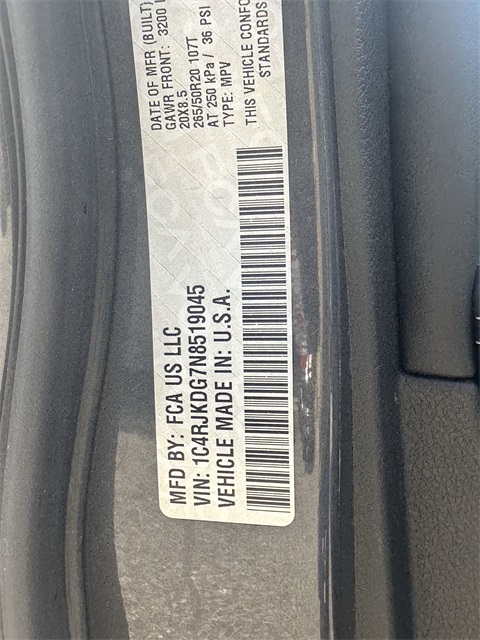 MFD BY: FCA US LLC
VIN: 1C4RJKDG7N8519045
VEHICLE MADE IN: U.S.A.
DATE OF MFR (BUILT)
GAWR FRONT: 3200
20X8.5
265/50R20 107T
AT 250 kPa / 36 PSI
TYPE: MPV
THIS VEHICLE
STANDARDS